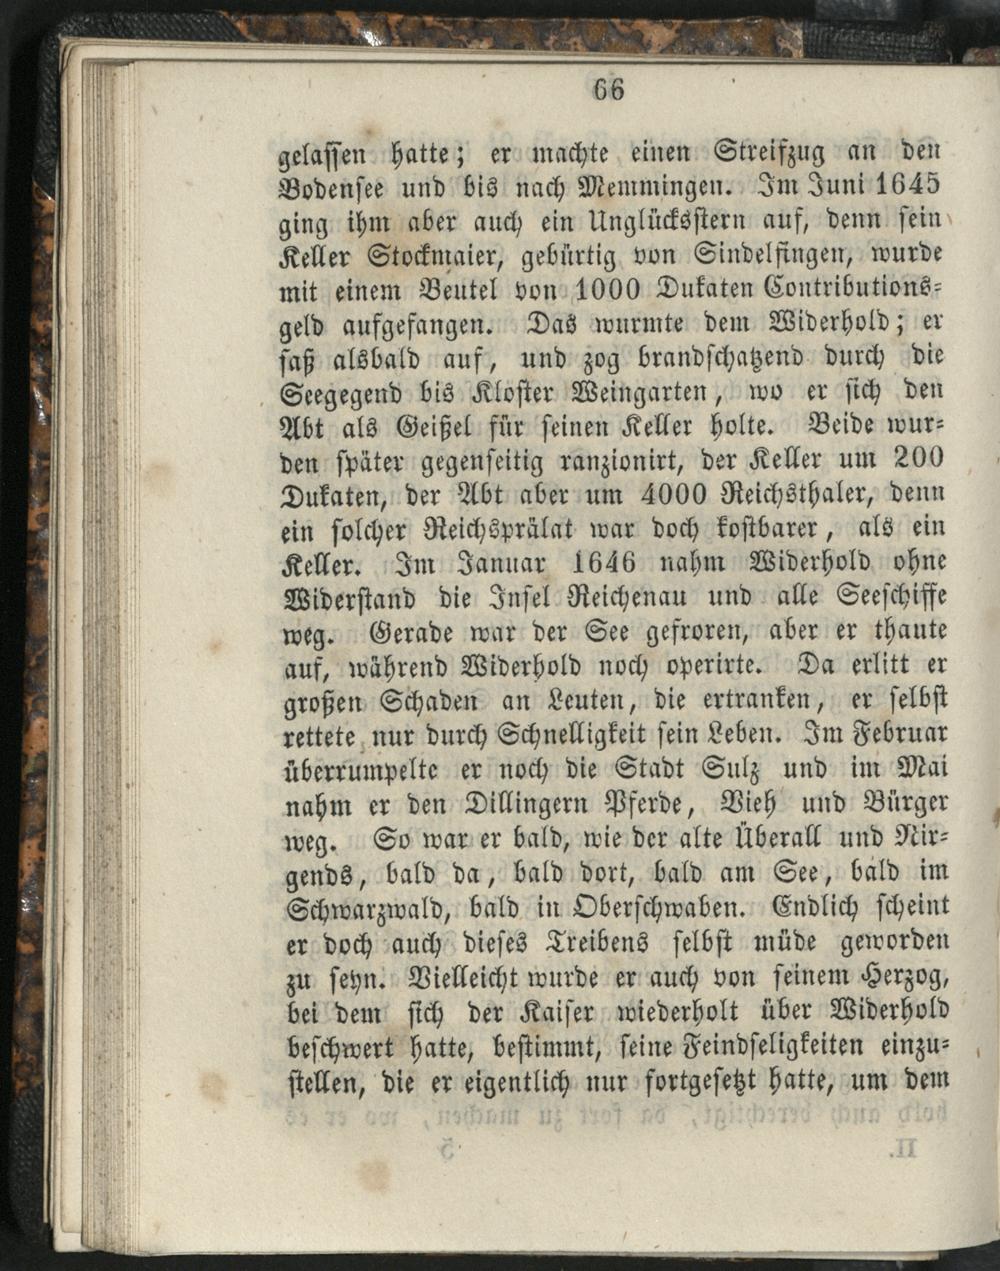 66
gelassen hatte; er machte einen Streifzug an den
Bodensee und bis nach Memmingen. Im Juni 1645
ging ihm aber auch ein Unglücksstern auf, denn sein
Keller Stockmaier, gebürtig von Sindelfingen, wurde
mit einem Beutel von 1000 Dukaten Contributions-
geld aufgefangen. Das wurmte dem Widerhold; er
saß alsbald auf, und zog brandschatzend durch die
Seegegend bis Kloster Weingarten, wo er sich den
Abt als Geißel für seinen Keller holte. Beide wur-
den später gegenseitig ranzionirt, der Keller um 200
Dukaten, der Abt aber um 4000 Reichsthaler, denn
ein solcher Reichsprälat war doch kostbarer, als ein
Keller. Im Januar 1646 nahm Widerhold ohne
Widerstand die Insel Reichenau und alle Seeschiffe
weg. Gerade war der See gefroren, aber er thaute
auf, während Widerhold noch operirte. Da erlitt er
großen Schaden an Leuten, die ertranken, er selbst
rettete nur durch Schnelligkeit sein Leben. Im Februar
überrumpelte er noch die Stadt Sulz und im Mai
nahm er den Dillingern Pferde, Vieh und Bürger
weg. So war er bald, wie der alte Überall und Nir-
gends, bald da, bald dort, bald am See, bald im
Schwarzwald, bald in Oberschwaben. Endlich scheint
er doch auch dieses Treibens selbst müde geworden
zu seyn. Vielleicht wurde er auch von seinem Herzog,
bei dem sich der Kaiser wiederholt über Widerhold
beschwert hatte, bestimmt, seine Feindseligkeiten einzu-
stellen, die er eigentlich nur fortgesetzt hatte, um dem